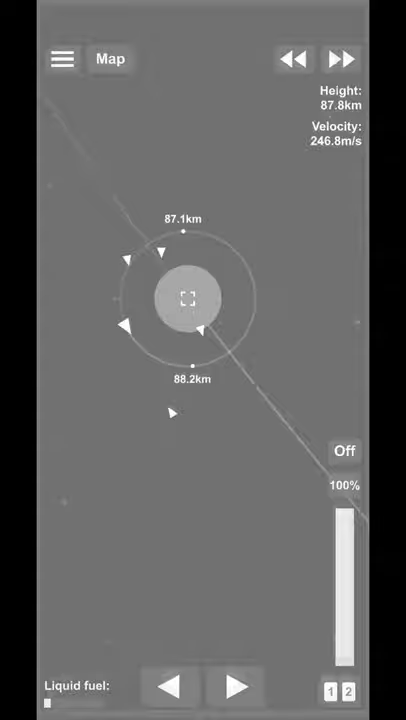 Map
Height:
87.8km
Velocity:
246.8m/s
87.1km
88.2km
Off
100%
Liquid fuel:
1 2